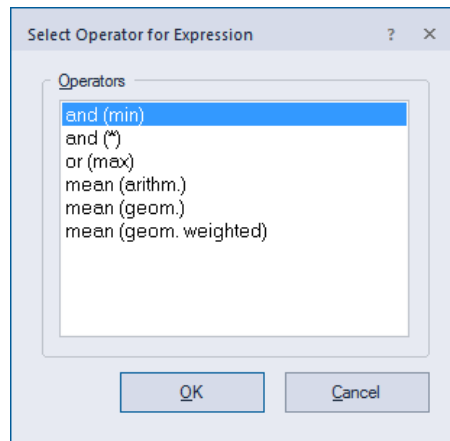 Select Operator for Expression ? ×
Operators
and (min)
and (*)
or (max)
mean (arithm.)
mean (geom.)
mean (geom. weighted)
OK Cancel